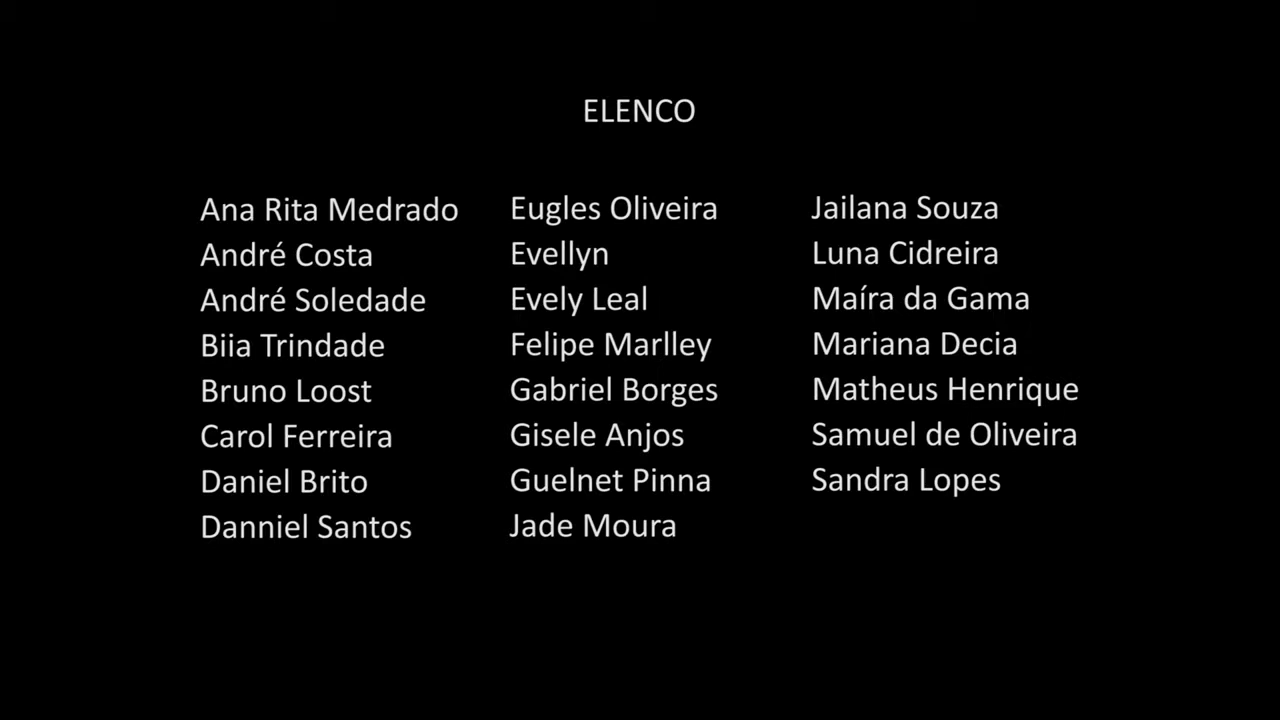 ELENCO
Ana Rita Medrado
André Costa
André Soledade
Biia Trindade
Bruno Loost
Carol Ferreira
Daniel Brito
Danniel Santos
Eugles Oliveira
Evellyn
Evely Leal
Felipe Marlley
Gabriel Borges
Gisele Anjos
Guelnet Pinna
Jade Moura
Jailana Souza
Luna Cidreira
Maíra da Gama
Mariana Decia
Matheus Henrique
Samuel de Oliveira
Sandra Lopes